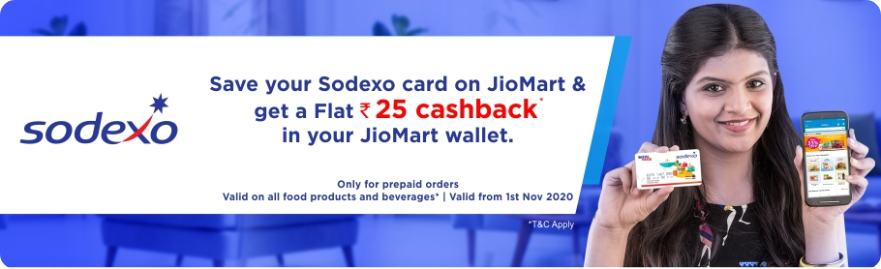 sodexo
Save your Sodexo card on JioMart &
get a Flat ₹ 25 cashback*
in your JioMart wallet.
Only for prepaid orders
Valid on all food products and beverages* | Valid from 1st Nov 2020
*T&C Apply
sodexo